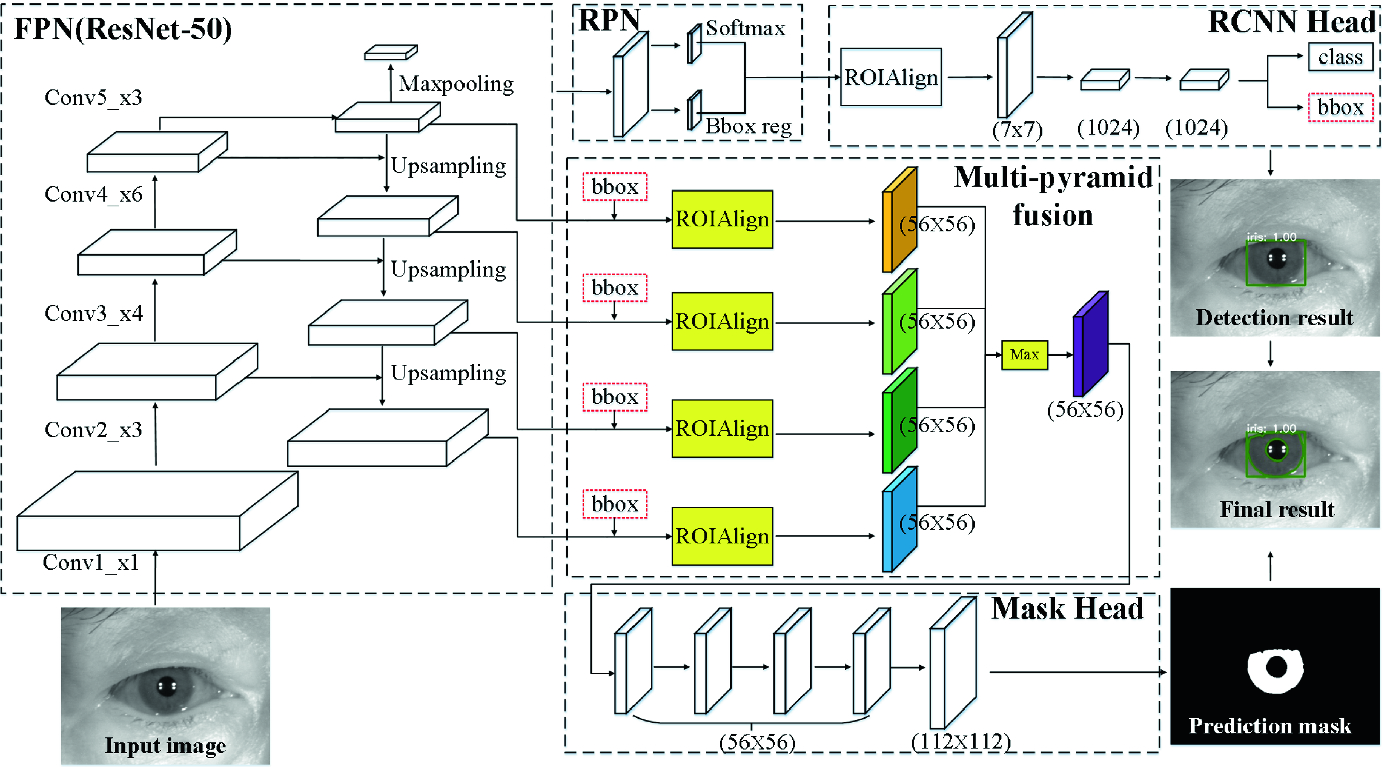 FPN(ResNet-50)
Maxpooling
Conv5_x3
Upsampling
Conv4_x6
Upsampling
Conv3_x4
Upsampling
Conv2_x3
Conv1_x1
Input image
RPN
Softmax
Bbox reg
RCNN Head
ROIAlign
(7x7)
(1024)
(1024)
class
bbox
Multi-pyramid
fusion
bbox
ROIAlign
(56X56)
bbox
ROIAlign
(56X56)
Max
(56X56)
bbox
ROIAlign
(56X56)
bbox
ROIAlign
(56X56)
Mask Head
(56X56)
(112X112)
iris: 1.00
Detection result
iris: 1.00
Final result
Prediction mask